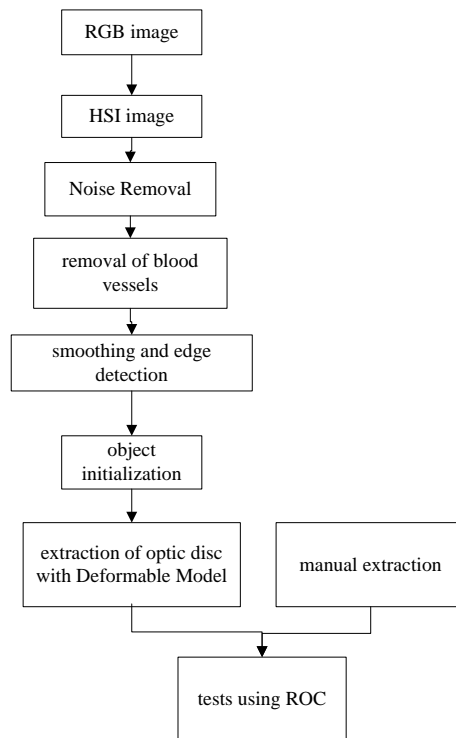 RGB image
HSI image
Noise Removal
removal of blood
vessels
smoothing and edge
detection
object
initialization
extraction of optic disc
with Deformable Model
manual extraction
tests using ROC